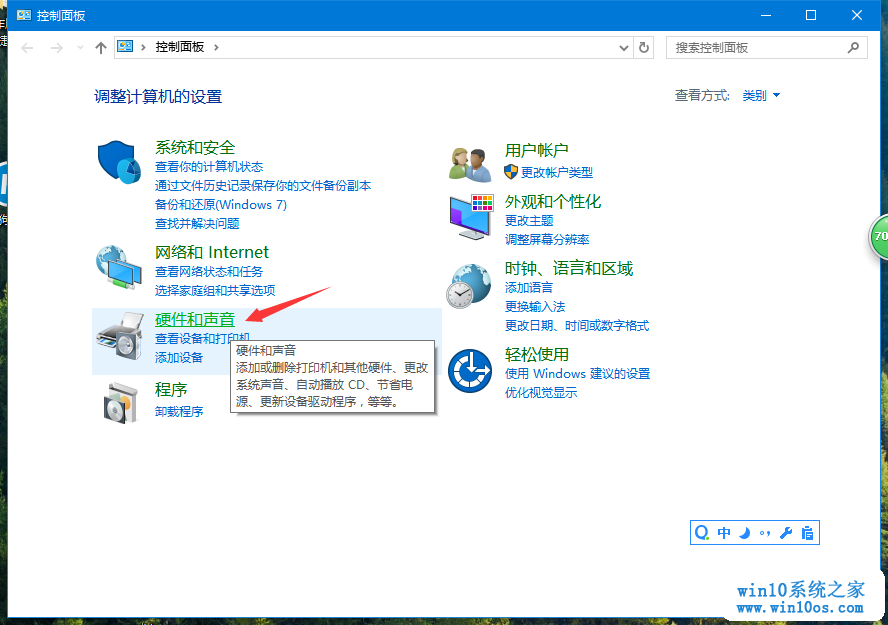 控制面板
控制面板
搜索控制面板
调整计算机的设置
查看方式:
类别
系统和安全
查看你的计算机状态
通过文件历史记录保存你的文件备份副本
备份和还原(Windows 7)
查找并解决问题
网络和 Internet
查看网络状态和任务
选择家庭组和共享选项
硬件和声音
查看设备和打印机
添加设备
硬件和声音
添加或删除打印机和其他硬件、更改
系统声音、自动播放 CD、节省电
源、更新设备驱动程序，等等。
程序
卸载程序
用户帐户
更改帐户类型
外观和个性化
更改主题
调整屏幕分辨率
时钟、语言和区域
添加语言
更换输入法
更改日期、时间或数字格式
轻松使用
使用 Windows 建议的设置
优化视觉显示
70
中
win10系统之家
www.win10os.com